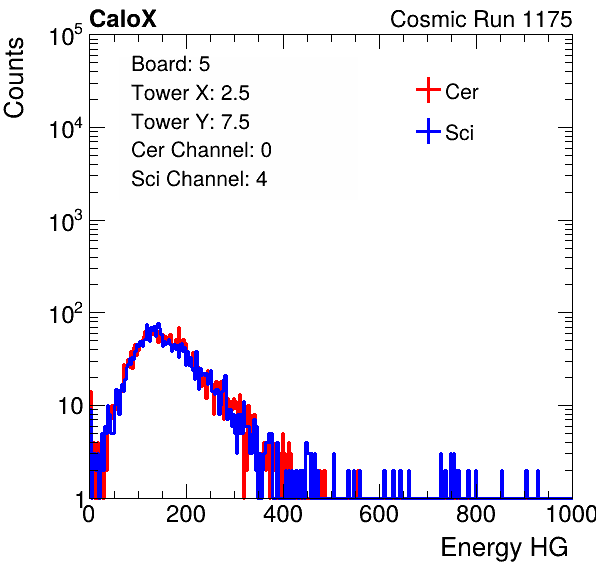 CaloX Cosmic Run 1175
Counts
10^5
10^4
10^3
10^2
10
1
Board: 5
Tower X: 2.5
Tower Y: 7.5
Cer Channel: 0
Sci Channel: 4
Cer
Sci
0 200 400 600 800 1000
Energy HG